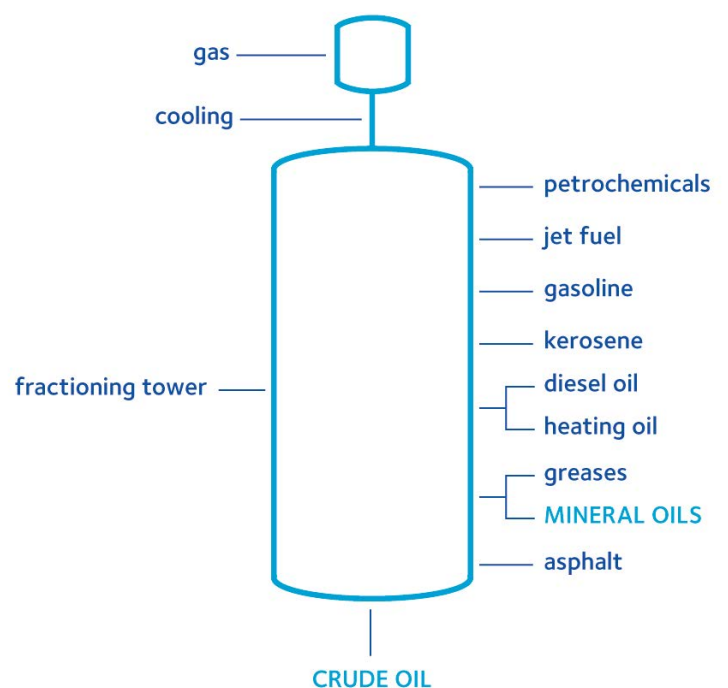 gas
cooling
petrochemicals
jet fuel
gasoline
kerosene
fractioning tower
diesel oil
heating oil
greases
MINERAL OILS
asphalt
CRUDE OIL